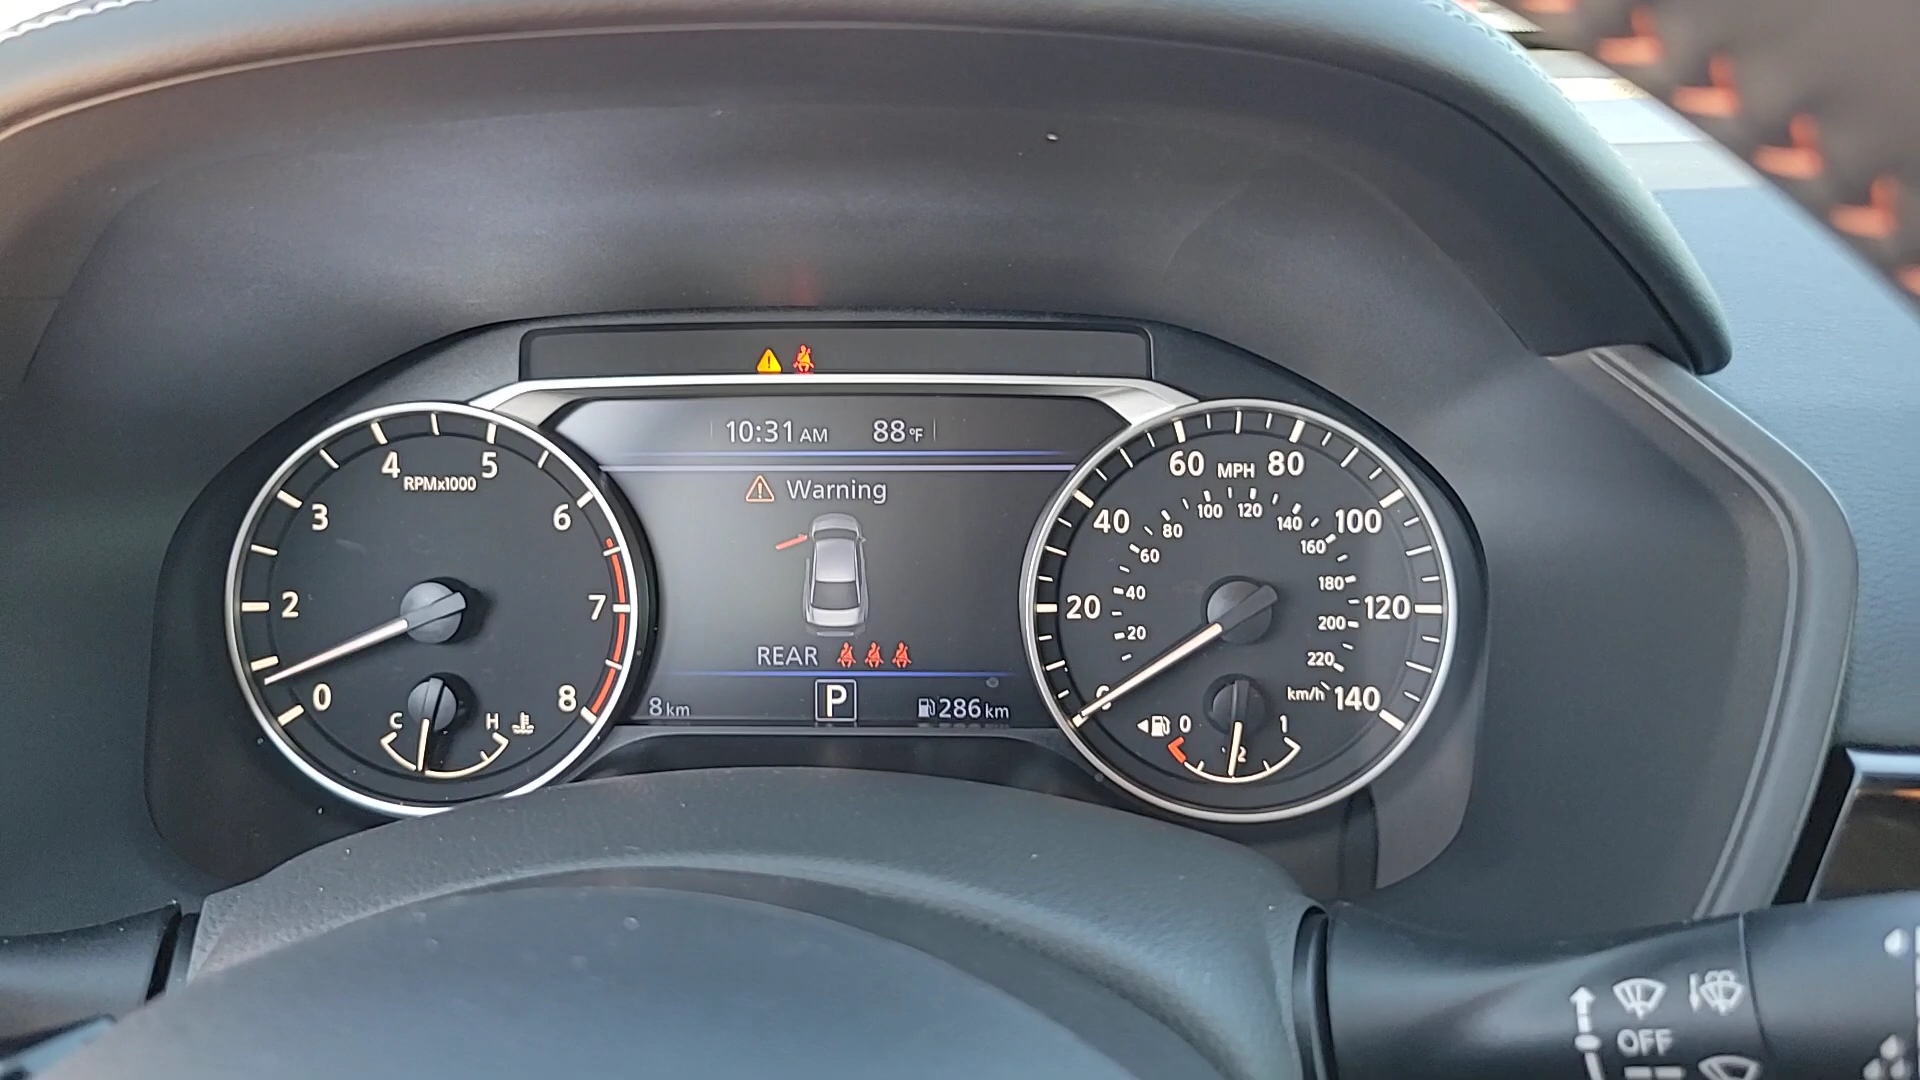 10:31 AM 88°F
Warning
REAR
8 km P 286 km
4 5
RPMx1000
3 6
2 7
0 8
C H
60 MPH 80
40 100
20 120
0 140
100 120
80 140
60 160
40 180
20 200
220
km/h
0 1
OFF